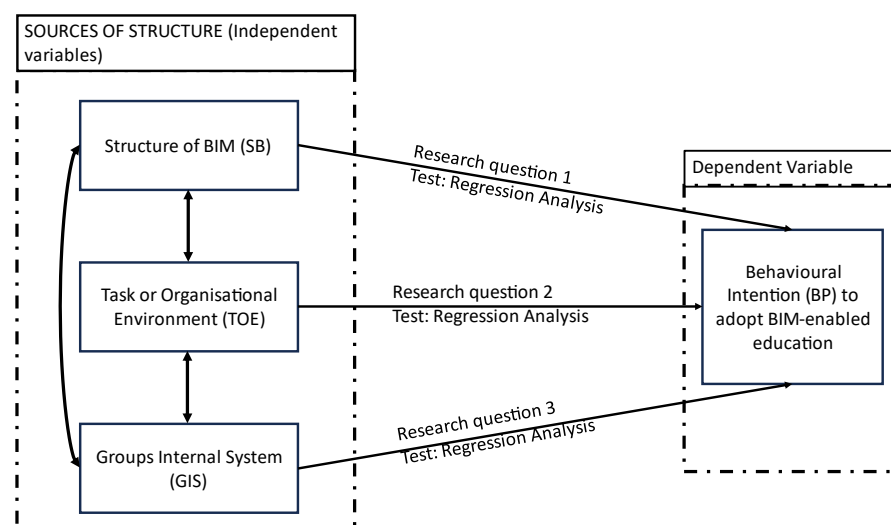 SOURCES OF STRUCTURE (Independent
variables)
Structure of BIM (SB)
Research question 1
Test: Regression Analysis
Dependent Variable
Task or Organisational
Environment (TOE)
Research question 2
Test: Regression Analysis
Behavioural
Intention (BP) to
adopt BIM-enabled
education
Groups Internal System
(GIS)
Research question 3
Test: Regression Analysis